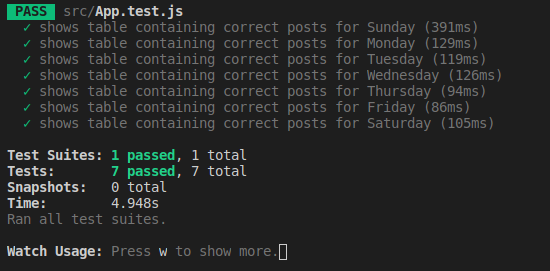 PASS src/App.test.js
✓ shows table containing correct posts for Sunday (391ms)
✓ shows table containing correct posts for Monday (129ms)
✓ shows table containing correct posts for Tuesday (119ms)
✓ shows table containing correct posts for Wednesday (126ms)
✓ shows table containing correct posts for Thursday (94ms)
✓ shows table containing correct posts for Friday (86ms)
✓ shows table containing correct posts for Saturday (105ms)
Test Suites: 1 passed, 1 total
Tests:       7 passed, 7 total
Snapshots:   0 total
Time:        4.948s
Ran all test suites.
Watch Usage: Press w to show more.